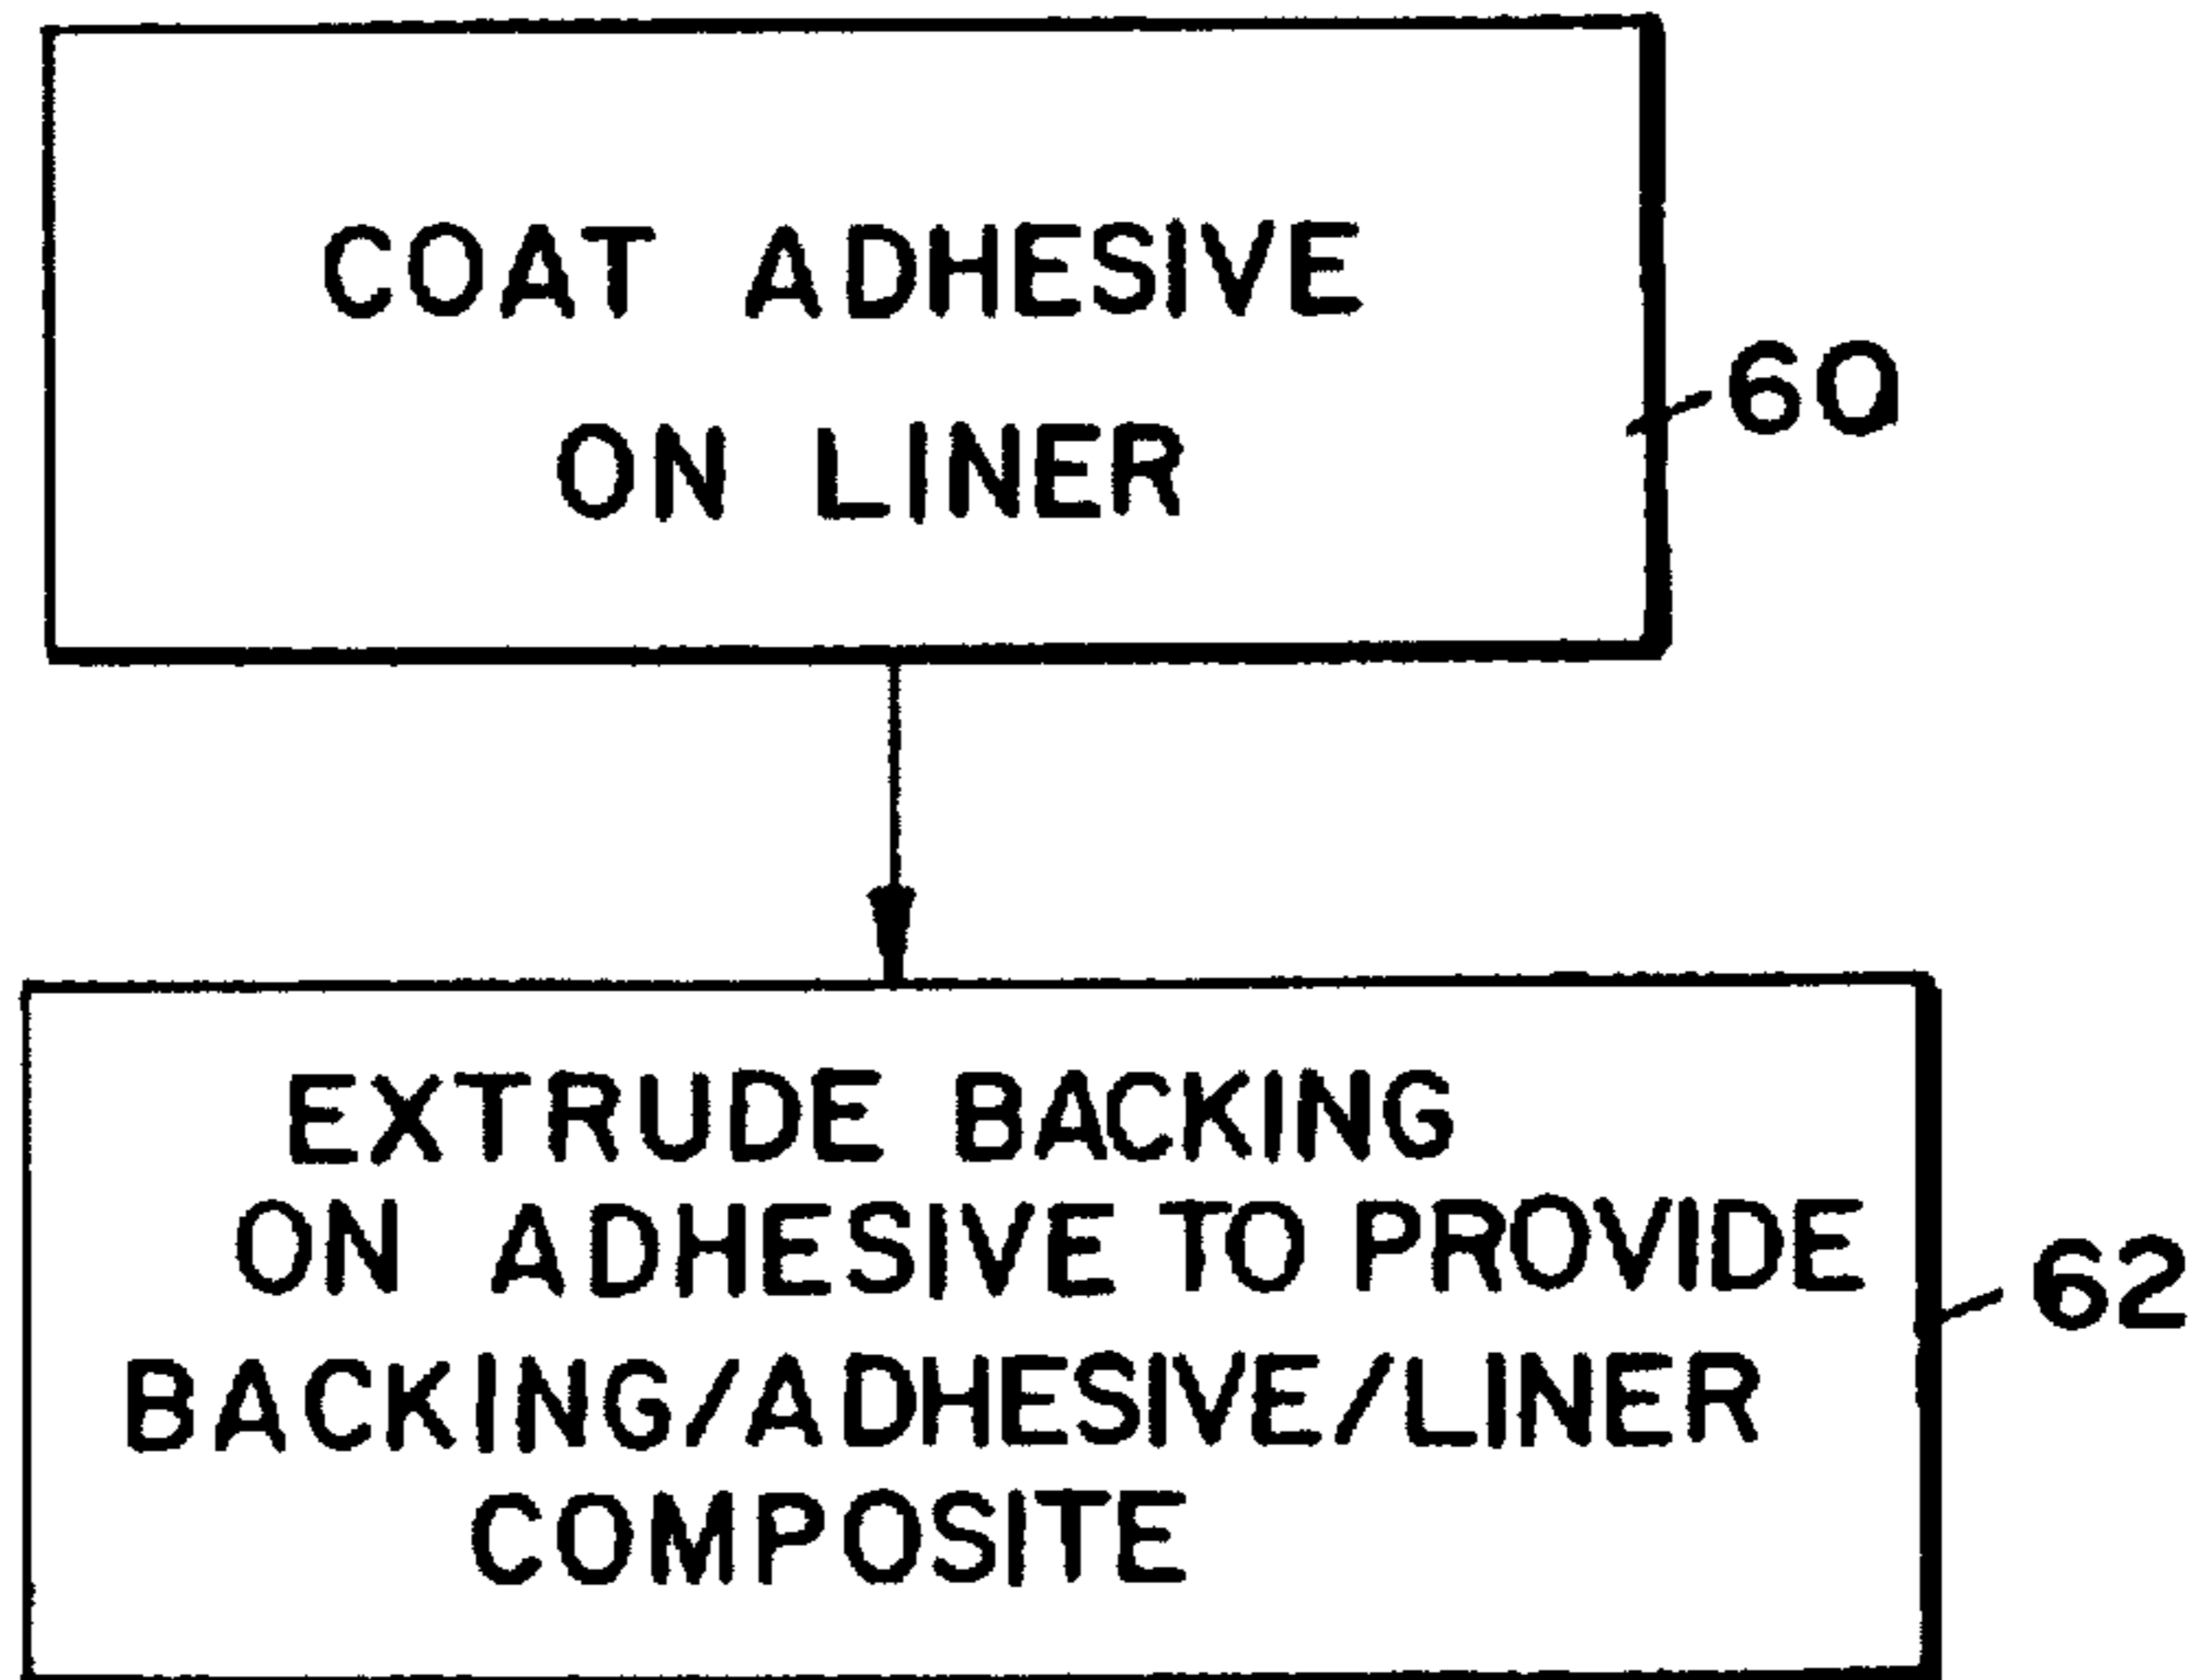 COAT ADHESIVE
ON LINER
60
EXTRUDE BACKING
ON ADHESIVE TO PROVIDE
BACKING/ADHESIVE/LINER
COMPOSITE
62